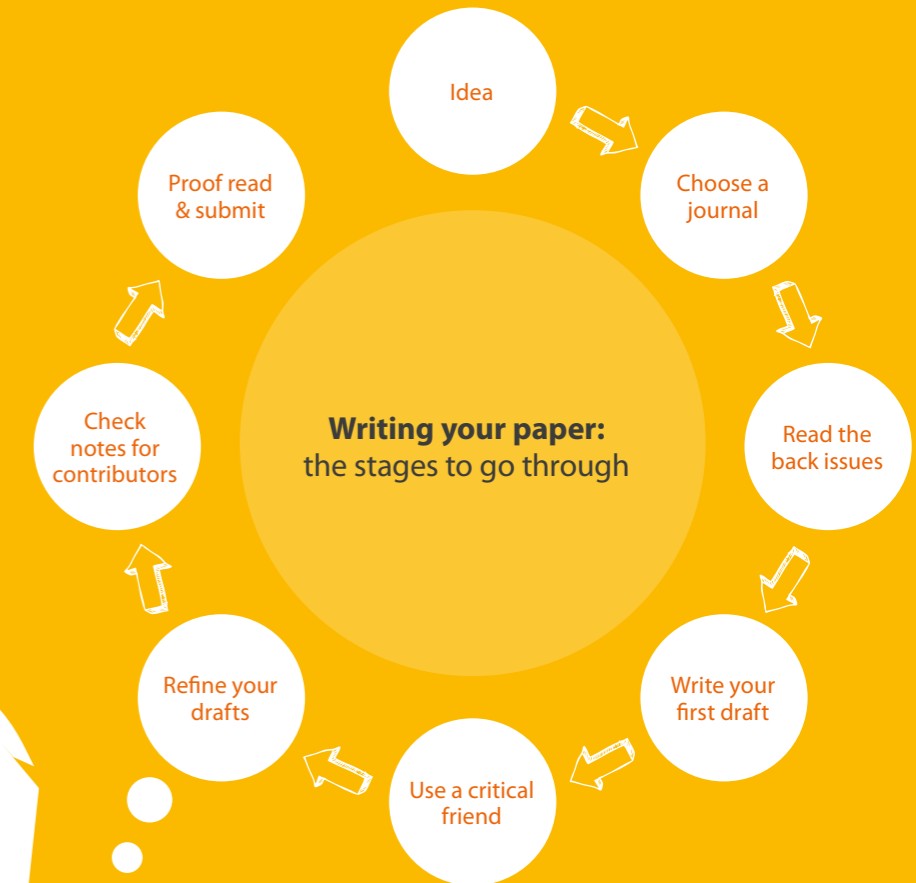 Idea
Choose a
journal
Read the
back issues
Write your
first draft
Use a critical
friend
Refine your
drafts
Check
notes for
contributors
Proof read
& submit
Writing your paper:
the stages to go through